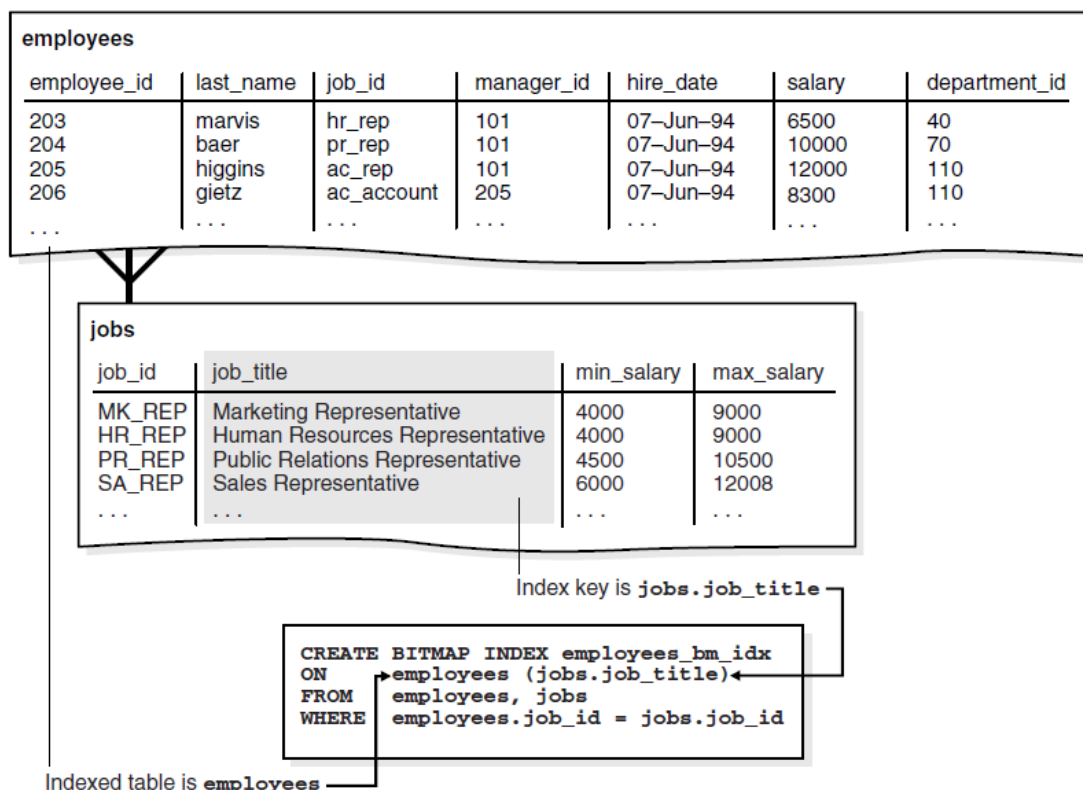 employees
employee_id last_name job_id manager_id hire_date salary department_id
203 marvis hr_rep 101 07–Jun–94 6500 40
204 baer pr_rep 101 07–Jun–94 10000 70
205 higgins ac_rep 101 07–Jun–94 12000 110
206 gietz ac_account 205 07–Jun–94 8300 110
. . . . . . . . . . . . . . . . . . . . .
jobs
job_id job_title min_salary max_salary
MK_REP Marketing Representative 4000 9000
HR_REP Human Resources Representative 4000 9000
PR_REP Public Relations Representative 4500 10500
SA_REP Sales Representative 6000 12008
. . . . . . . . . . . .
Index key is jobs.job_title
CREATE BITMAP INDEX employees_bm_idx
ON employees (jobs.job_title)
FROM employees, jobs
WHERE employees.job_id = jobs.job_id
Indexed table is employees